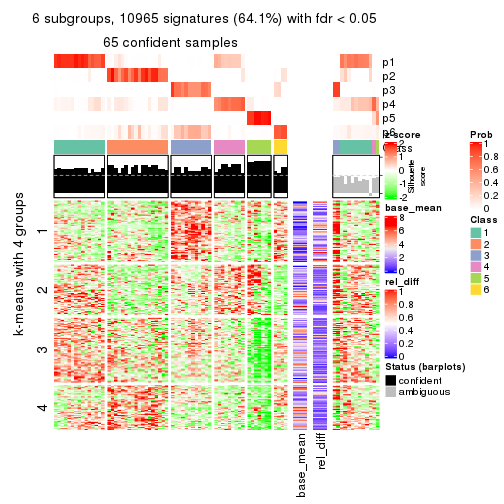 6 subgroups, 10965 signatures (64.1%) with fdr < 0.05
65 confident samples
p1
p2
p3
p4
p5
p6
Class
Silhouette
score
k-means with 4 groups
1
2
3
4
base_mean
rel_diff
z-score
2
1
0
-1
-2
base_mean
8
6
4
2
0
rel_diff
1
0.8
0.6
0.4
0.2
0
Status (barplots)
confident
ambiguous
Prob
1
0.8
0.6
0.4
0.2
0
Class
1
2
3
4
5
6